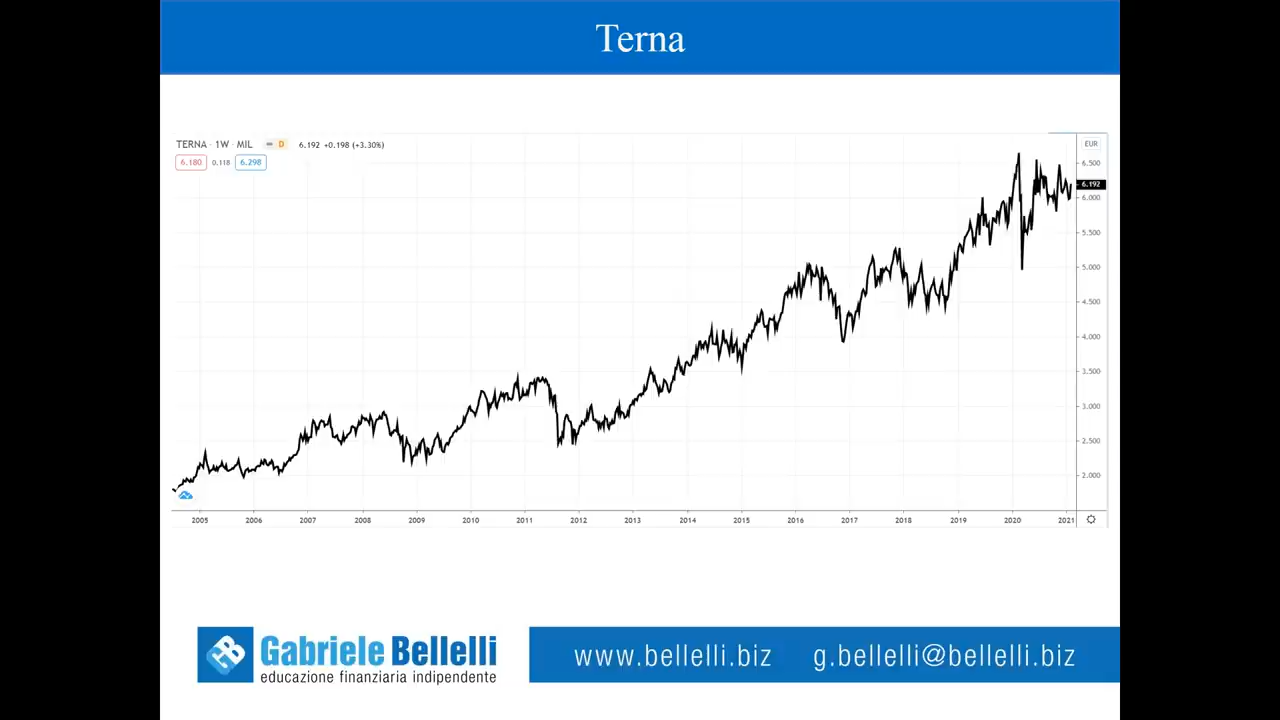 Terna
TERNA · 1W · MIL = D 6.192 +0.198 (+3.30%)
6.180 0.118 6.298
EUR
6.500
6.192
6.000
5.500
5.000
4.500
4.000
3.500
3.000
2.500
2.000
2005 2006 2007 2008 2009 2010 2011 2012 2013 2014 2015 2016 2017 2018 2019 2020 2021
Gabriele Bellelli
educazione finanziaria indipendente
www.bellelli.biz g.bellelli@bellelli.biz